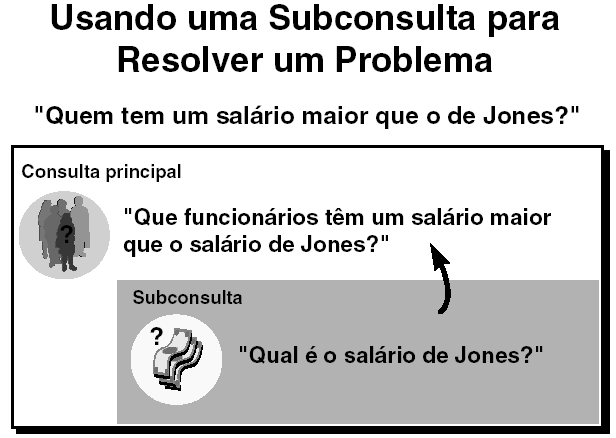 Usando uma Subconsulta para
Resolver um Problema
"Quem tem um salário maior que o de Jones?"
Consulta principal
"Que funcionários têm um salário maior
que o salário de Jones?"
?
Subconsulta
?
"Qual é o salário de Jones?"